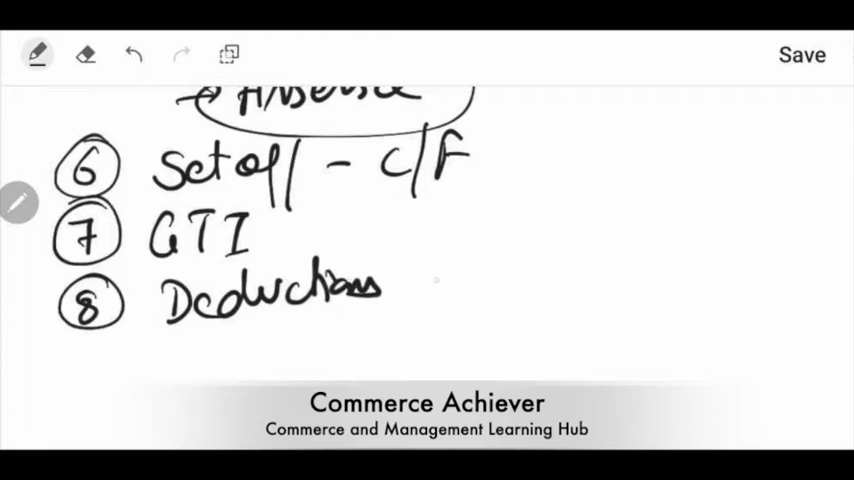 Save
6 Set off - C/F
7 GTI
8 Deductions
Commerce Achiever
Commerce and Management Learning Hub